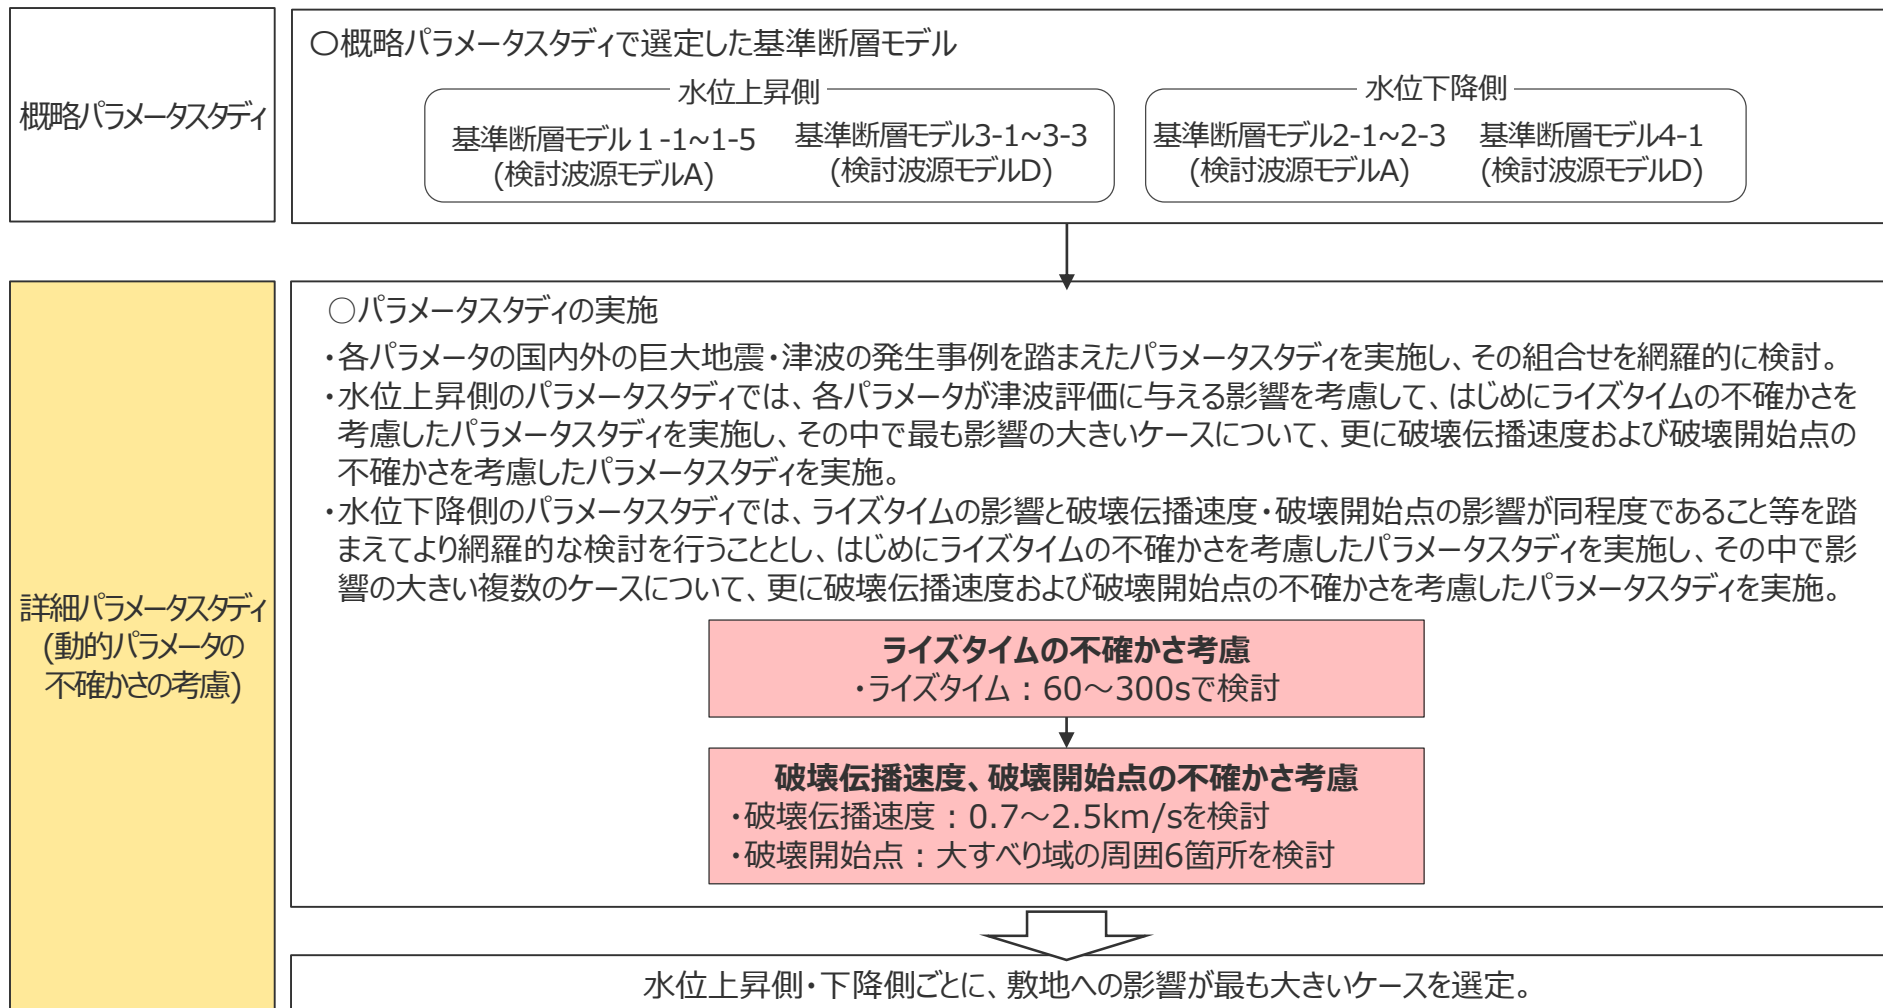 概略パラメータスタディ
〇概略パラメータスタディで選定した基準断層モデル
水位上昇側
基準断層モデル1-1~1-5
(検討波源モデルA)
基準断層モデル3-1~3-3
(検討波源モデルD)
水位下降側
基準断層モデル2-1~2-3
(検討波源モデルA)
基準断層モデル4-1
(検討波源モデルD)
詳細パラメータスタディ
(動的パラメータの
不確かさの考慮)
○パラメータスタディの実施
・各パラメータの国内外の巨大地震・津波の発生事例を踏まえたパラメータスタディを実施し、その組合せを網羅的に検討。
・水位上昇側のパラメータスタディでは、各パラメータが津波評価に与える影響を考慮して、はじめにライズタイムの不確かさを
考慮したパラメータスタディを実施し、その中で最も影響の大きいケースについて、更に破壊伝播速度および破壊開始点の
不確かさを考慮したパラメータスタディを実施。
・水位下降側のパラメータスタディでは、ライズタイムの影響と破壊伝播速度・破壊開始点の影響が同程度であること等を踏
まえてより網羅的な検討を行うこととし、はじめにライズタイムの不確かさを考慮したパラメータスタディを実施し、その中で影
響の大きい複数のケースについて、更に破壊伝播速度および破壊開始点の不確かさを考慮したパラメータスタディを実施。
ライズタイムの不確かさ考慮
・ライズタイム：60～300sで検討
破壊伝播速度、破壊開始点の不確かさ考慮
・破壊伝播速度：0.7～2.5km/sを検討
・破壊開始点：大すべり域の周囲6箇所を検討
水位上昇側・下降側ごとに、敷地への影響が最も大きいケースを選定。